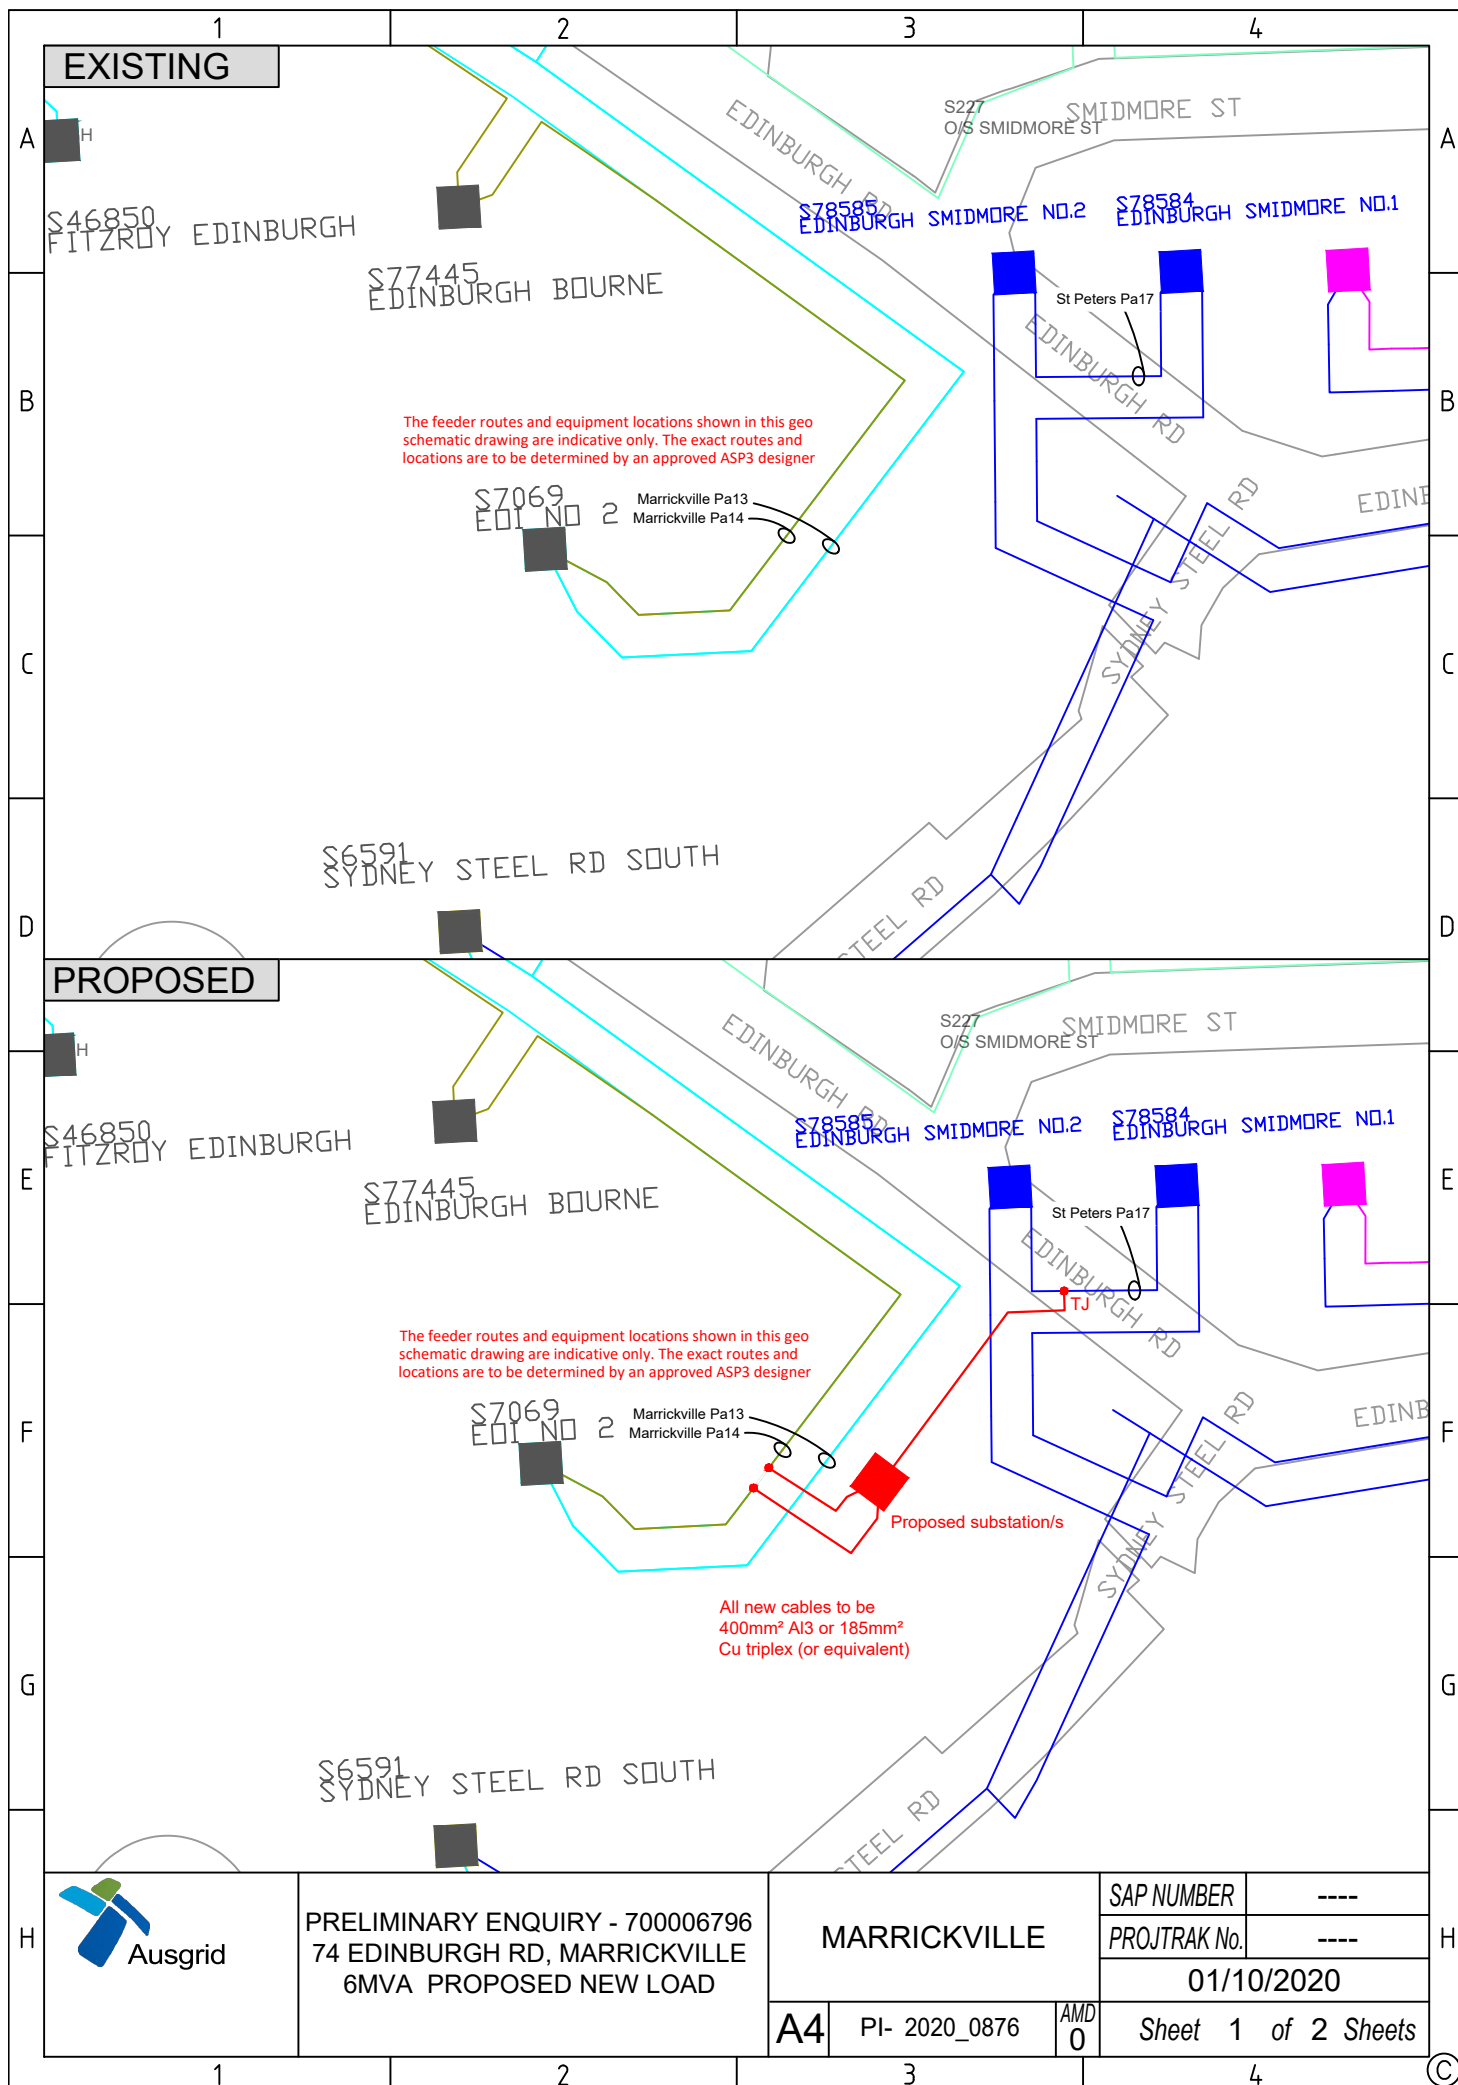 1 2 3 4
EXISTING
A
A
H
S46850
FITZROY EDINBURGH
S77445
EDINBURGH BOURNE
EDINBURGH RD
S227
O/S SMIDMORE ST
SMIDMORE ST
S78585
EDINBURGH SMIDMORE NO.2
S78584
EDINBURGH SMIDMORE NO.1
St Peters Pa17
EDINBURGH RD
B
B
The feeder routes and equipment locations shown in this geo
schematic drawing are indicative only. The exact routes and
locations are to be determined by an approved ASP3 designer
S7069
EDI NO 2
Marrickville Pa13
Marrickville Pa14
EDINB
SYDNEY STEEL RD
C
C
S6591
SYDNEY STEEL RD SOUTH
STEEL RD
D
D
PROPOSED
H
S46850
FITZROY EDINBURGH
S77445
EDINBURGH BOURNE
EDINBURGH RD
S227
O/S SMIDMORE ST
SMIDMORE ST
S78585
EDINBURGH SMIDMORE NO.2
S78584
EDINBURGH SMIDMORE NO.1
E
E
St Peters Pa17
EDINBURGH RD
TJ
The feeder routes and equipment locations shown in this geo
schematic drawing are indicative only. The exact routes and
locations are to be determined by an approved ASP3 designer
S7069
EDI NO 2
Marrickville Pa13
Marrickville Pa14
EDINB
F
F
SYDNEY STEEL RD
Proposed substation/s
All new cables to be
400mm² Al3 or 185mm²
Cu triplex (or equivalent)
G
G
S6591
SYDNEY STEEL RD SOUTH
STEEL RD
H
H
Ausgrid
PRELIMINARY ENQUIRY - 700006796
74 EDINBURGH RD, MARRICKVILLE
6MVA PROPOSED NEW LOAD
MARRICKVILLE
SAP NUMBER ----
PROJTRAK No. ----
01/10/2020
A4 PI- 2020_0876 AMD 0
Sheet 1 of 2 Sheets
1 2 3 4
©